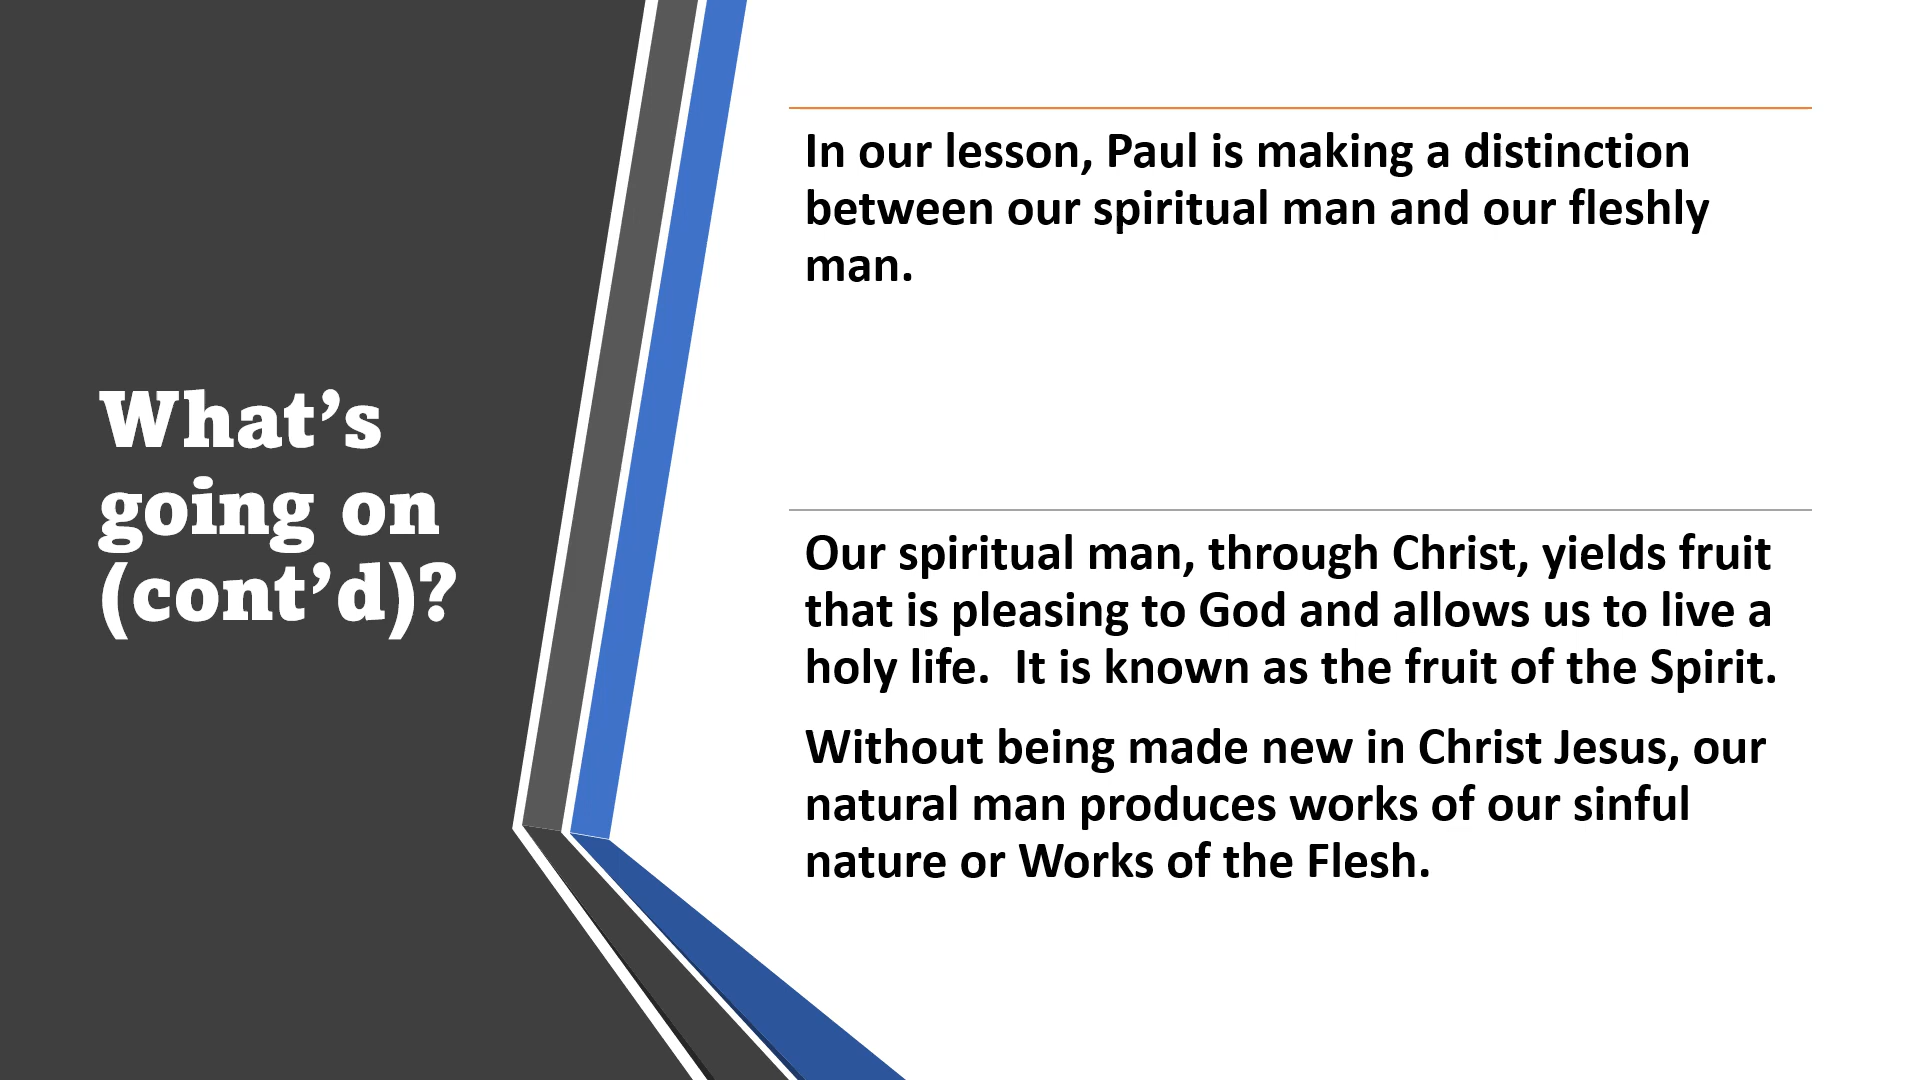 What’s
going on
(cont’d)?
In our lesson, Paul is making a distinction
between our spiritual man and our fleshly
man.
Our spiritual man, through Christ, yields fruit
that is pleasing to God and allows us to live a
holy life.  It is known as the fruit of the Spirit.
Without being made new in Christ Jesus, our
natural man produces works of our sinful
nature or Works of the Flesh.